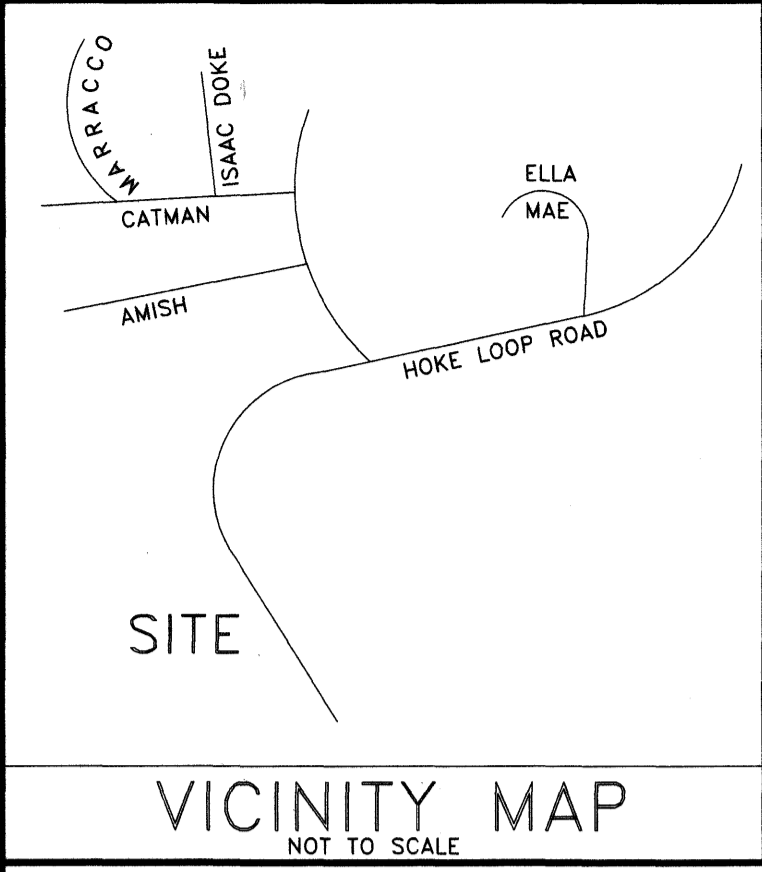 MARRACCO
ISAAC DOKE
CATMAN
ELLA
MAE
AMISH
HOKE LOOP ROAD
SITE
VICINITY MAP
NOT TO SCALE